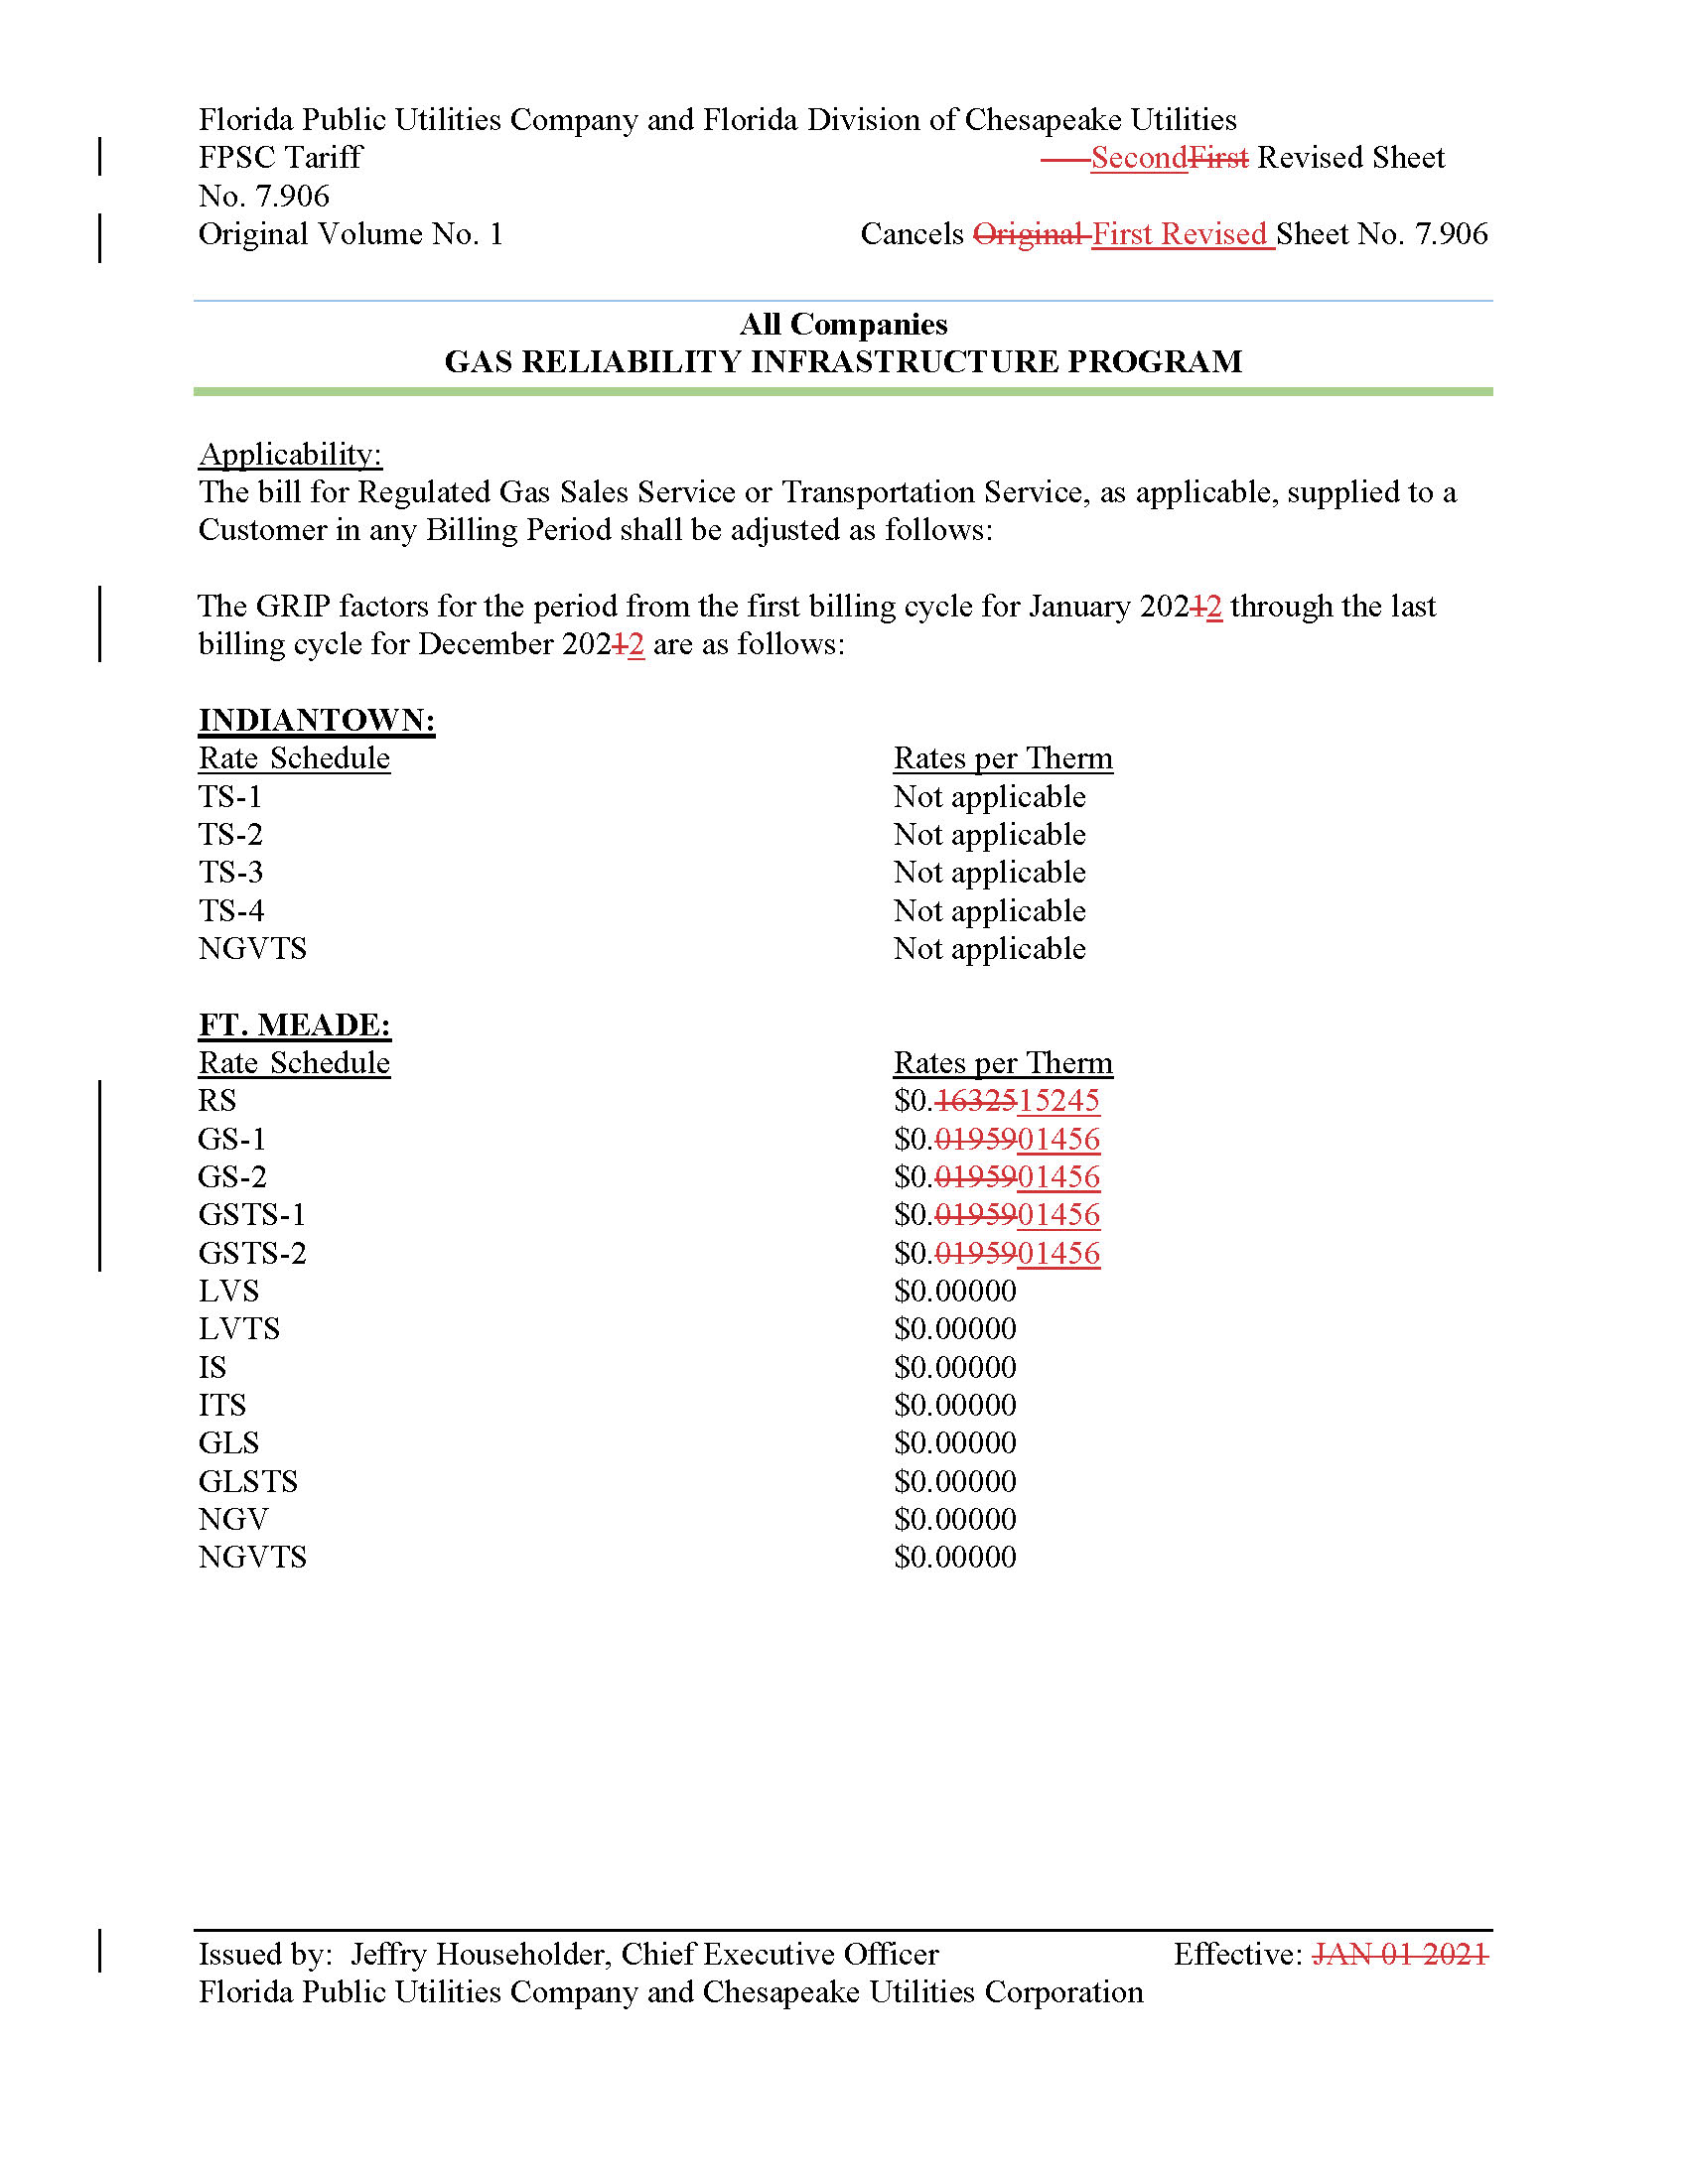 Florida Public Utilities Company and Florida Division of Chesapeake Utilities
FPSC Tariff SecondFirst Revised Sheet
No. 7.906
Original Volume No. 1 Cancels Original First Revised Sheet No. 7.906
All Companies
GAS RELIABILITY INFRASTRUCTURE PROGRAM
Applicability:
The bill for Regulated Gas Sales Service or Transportation Service, as applicable, supplied to a
Customer in any Billing Period shall be adjusted as follows:
The GRIP factors for the period from the first billing cycle for January 20212 through the last
billing cycle for December 20212 are as follows:
INDIANTOWN:
Rate Schedule Rates per Therm
TS-1 Not applicable
TS-2 Not applicable
TS-3 Not applicable
TS-4 Not applicable
NGVTS Not applicable
FT. MEADE:
Rate Schedule Rates per Therm
RS $0.1632515245
GS-1 $0.0195901456
GS-2 $0.0195901456
GSTS-1 $0.0195901456
GSTS-2 $0.0195901456
LVS $0.00000
LVTS $0.00000
IS $0.00000
ITS $0.00000
GLS $0.00000
GLSTS $0.00000
NGV $0.00000
NGVTS $0.00000
Issued by: Jeffry Householder, Chief Executive Officer Effective: JAN 01 2021
Florida Public Utilities Company and Chesapeake Utilities Corporation